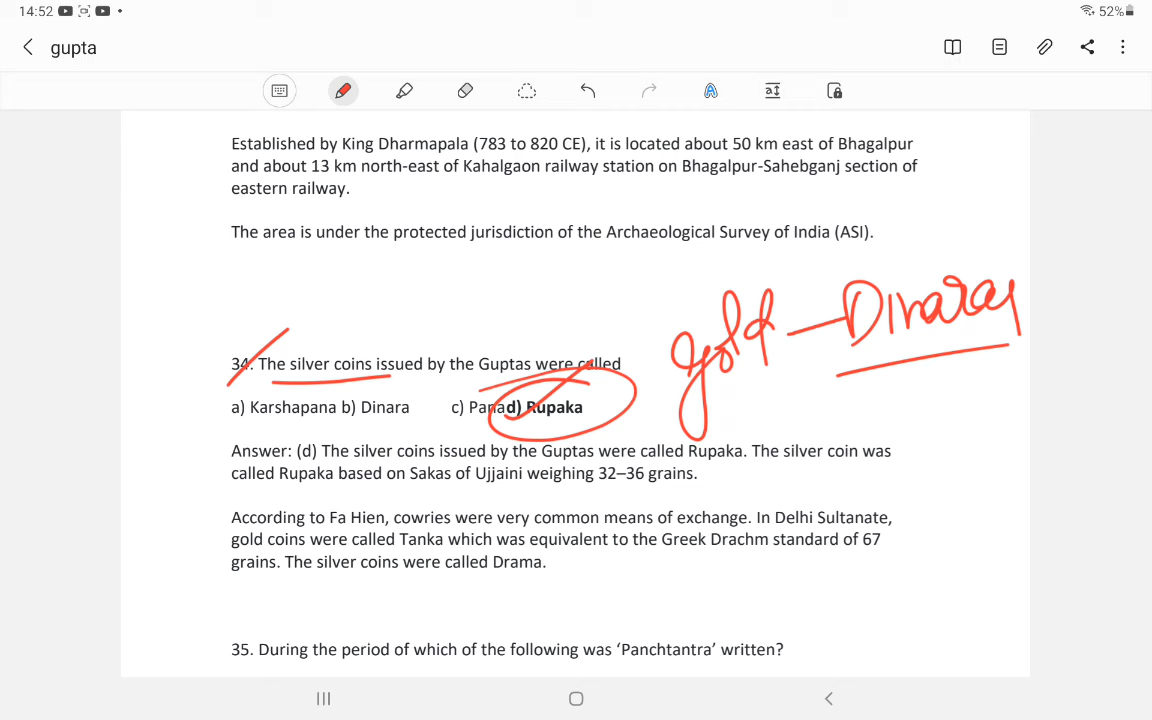 14:52
52%
gupta
Established by King Dharmapala (783 to 820 CE), it is located about 50 km east of Bhagalpur
and about 13 km north-east of Kahalgaon railway station on Bhagalpur-Sahebganj section of
eastern railway.
The area is under the protected jurisdiction of the Archaeological Survey of India (ASI).
gold — Dinaras
34. The silver coins issued by the Guptas were called
a) Karshapana b) Dinara c) Pana d) Rupaka
Answer: (d) The silver coins issued by the Guptas were called Rupaka. The silver coin was
called Rupaka based on Sakas of Ujjaini weighing 32–36 grains.
According to Fa Hien, cowries were very common means of exchange. In Delhi Sultanate,
gold coins were called Tanka which was equivalent to the Greek Drachm standard of 67
grains. The silver coins were called Drama.
35. During the period of which of the following was ‘Panchtantra’ written?